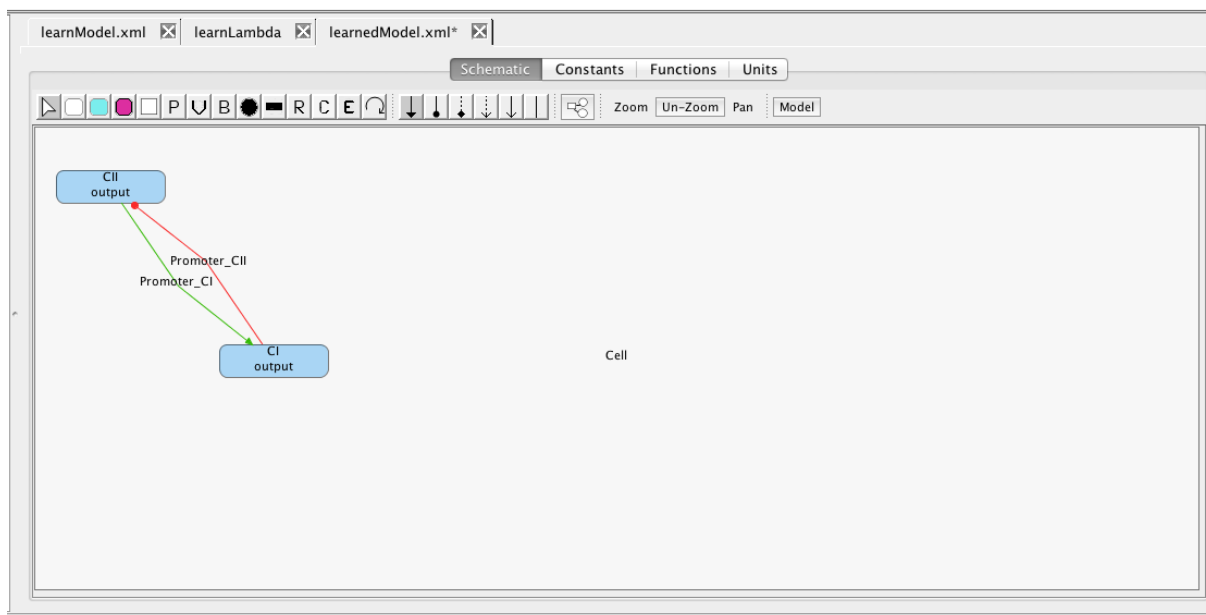 learnModel.xml learnLambda learnedModel.xml*
Schematic Constants Functions Units
P V B R C E Zoom Un-Zoom Pan Model
CII
output
Promoter_CII
Promoter_CI
CI
output
Cell